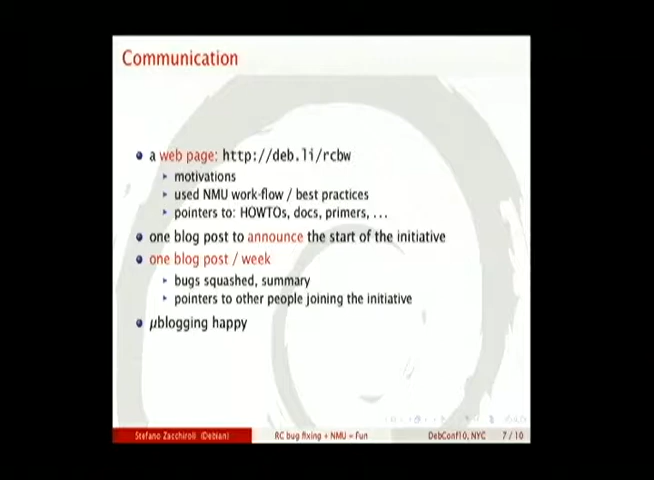 Communication
a web page: http://deb.li/rcbw
motivations
used NMU work-flow / best practices
pointers to: HOWTOs, docs, primers, ...
one blog post to announce the start of the initiative
one blog post / week
bugs squashed, summary
pointers to other people joining the initiative
μblogging happy
Stefano Zacchiroli (Debian) RC bug fixing + NMU = Fun DebConf10, NYC 7 / 10